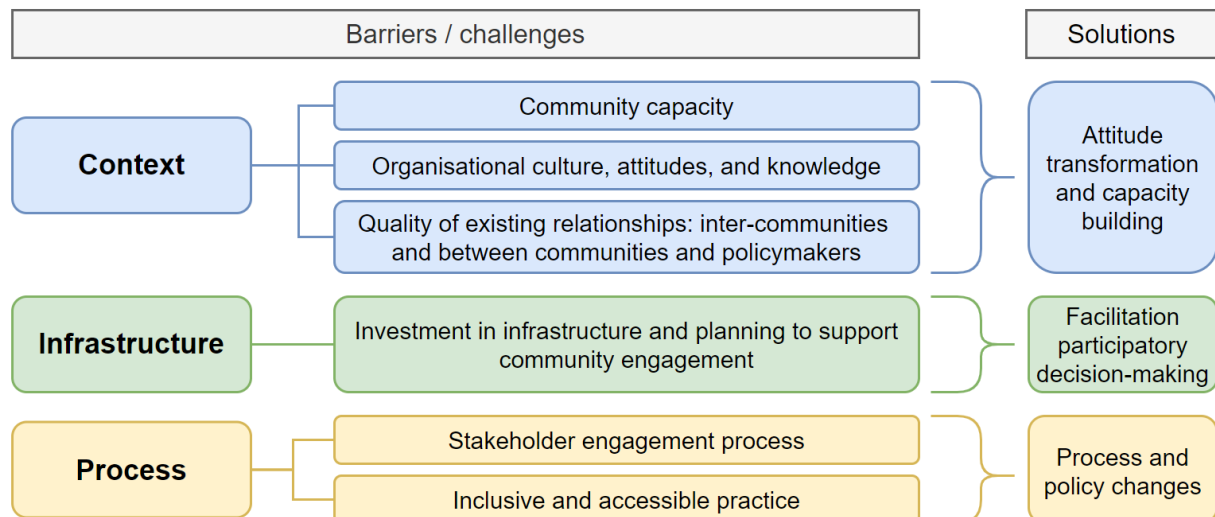 Barriers / challenges
Solutions
Context
Community capacity
Organisational culture, attitudes, and knowledge
Quality of existing relationships: inter-communities
and between communities and policymakers
Attitude
transformation
and capacity
building
Infrastructure
Investment in infrastructure and planning to support
community engagement
Facilitation
participatory
decision-making
Process
Stakeholder engagement process
Inclusive and accessible practice
Process and
policy changes